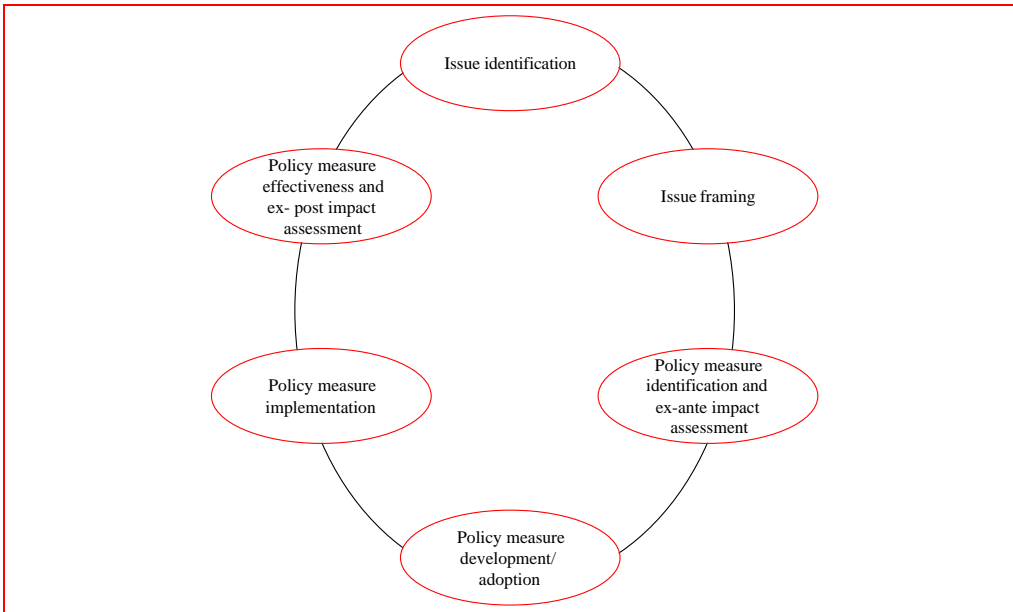 Issue identification
Issue framing
Policy measure
identification and
ex-ante impact
assessment
Policy measure
development/
adoption
Policy measure
implementation
Policy measure
effectiveness and
ex- post impact
assessment